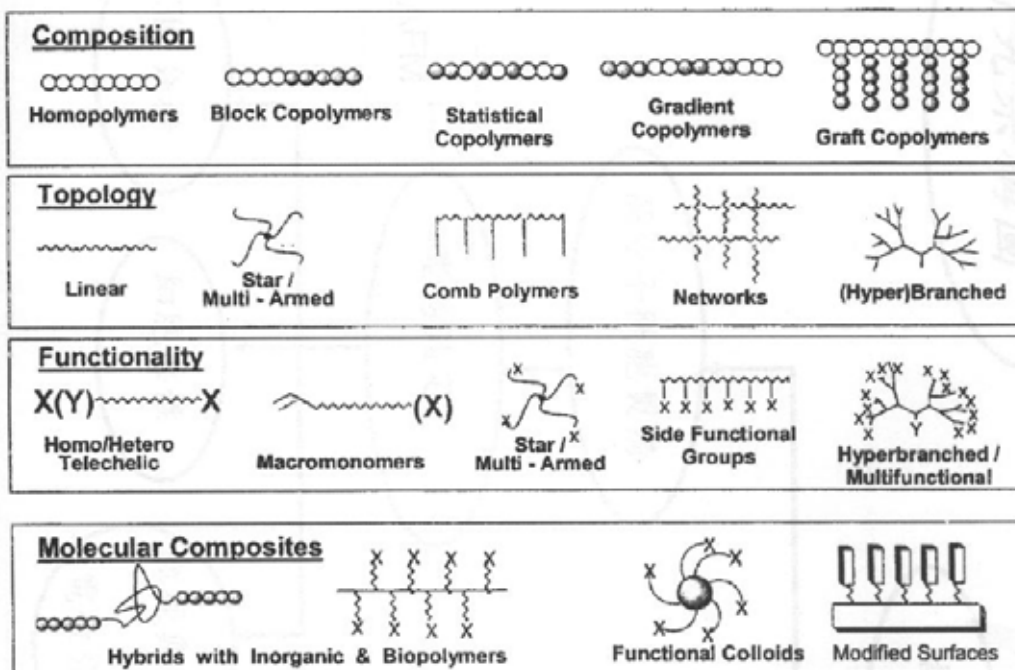 Composition
Homopolymers
Block Copolymers
Statistical
Copolymers
Gradient
Copolymers
Graft Copolymers
Topology
Linear
Star /
Multi - Armed
Comb Polymers
Networks
(Hyper)Branched
Functionality
X(Y) X
Homo/Hetero
Telechelic
(X)
Macromonomers
X
X
X
X
Star /
Multi - Armed
X X X X X X
Side Functional
Groups
X X X X X X X X X X X X
Y
Hyperbranched /
Multifunctional
Molecular Composites
X X X X
X X X X
Hybrids with Inorganic & Biopolymers
X
X
X
X
X
X
Functional Colloids
Modified Surfaces